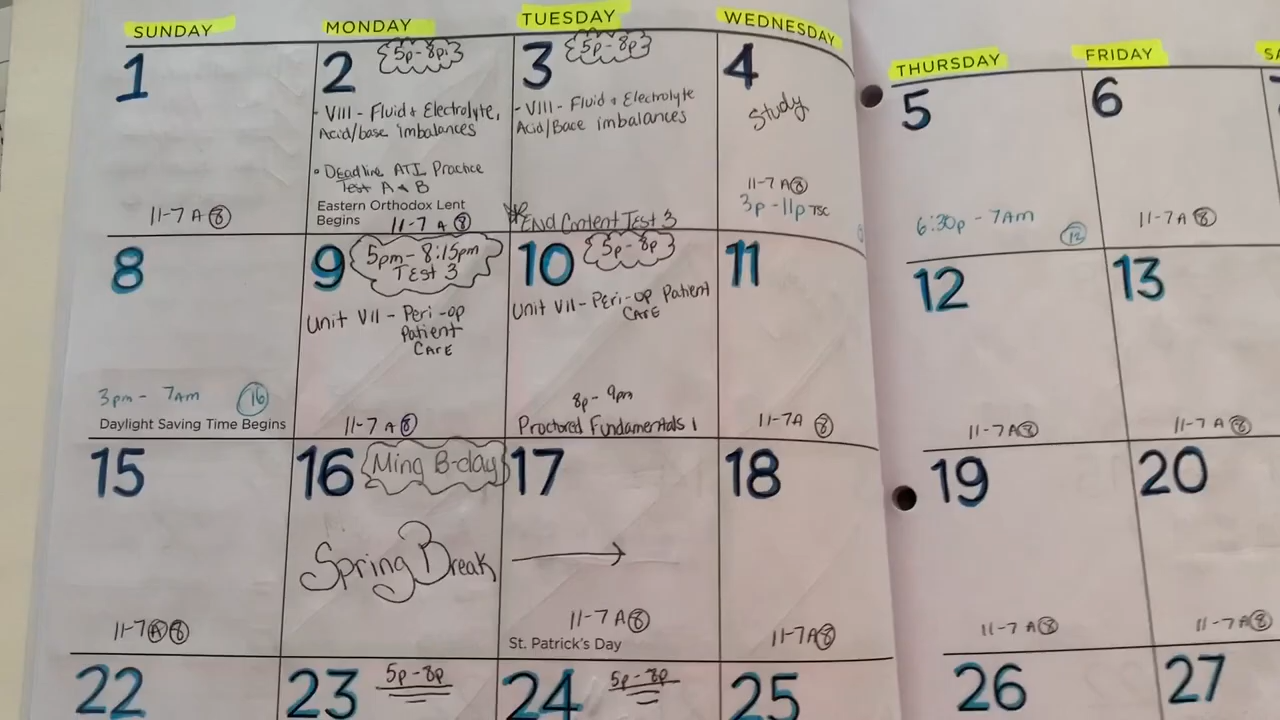 SUNDAY
MONDAY
TUESDAY
WEDNESDAY
THURSDAY
FRIDAY
SA
1
11-7 A 8
2
5p-8p
- VIII - Fluid + Electrolyte,
Acid/base imbalances
• Deadline ATI Practice
Test A & B
Eastern Orthodox Lent
Begins
11-7 A 8
3
5p-8p
- VIII - Fluid + Electrolyte
Acid/Bace imbalances
End Content Test 3
4
Study
11-7 A 8
3p-11p TSC
5
6:30p - 7am
12
6
11-7 A 8
8
3pm - 7am 16
Daylight Saving Time Begins
9
5pm - 8:15pm
TEST 3
Unit VII - Peri-op
Patient
CARE
11-7 A 8
10
5p-8p
Unit VII - Peri-op Patient
CARE
8p - 9pm
Proctored Fundamentals 1
11
11-7A 8
12
11-7 A 8
13
11-7 A 8
15
11-7 A 8
16
Ming B-day
Spring Break
17
11-7 A 8
St. Patrick's Day
18
11-7A 8
19
11-7 A 8
20
11-7 A 8
22
23
5p-8p
24
5p-8p
25
26
27